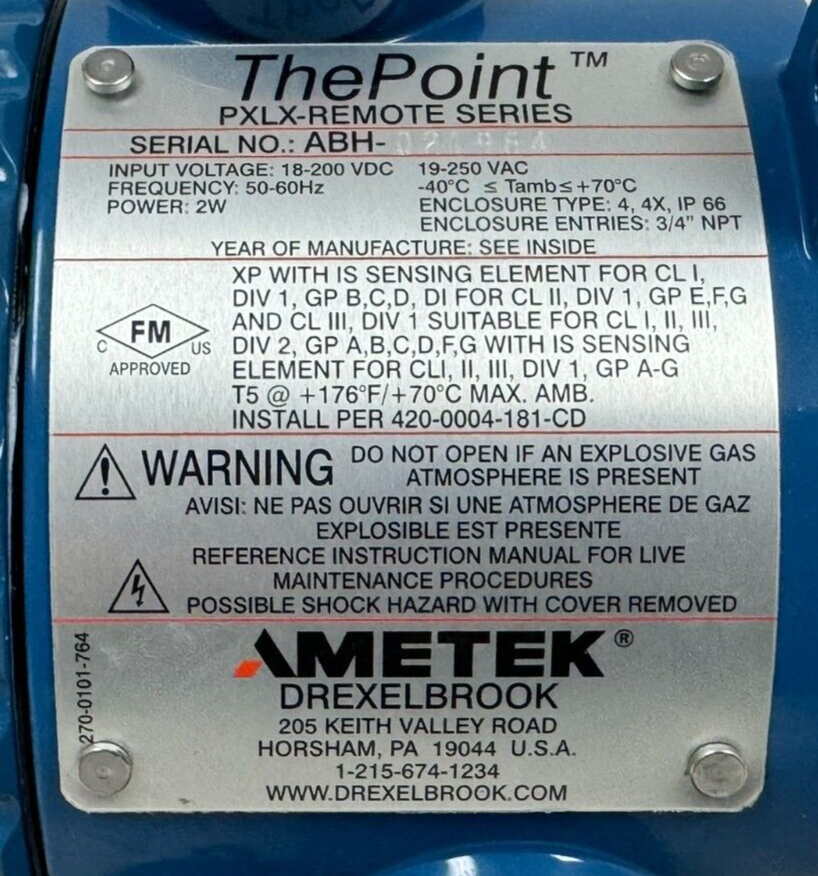 ThePoint™
PXLX-REMOTE SERIES
SERIAL NO.: ABH-
INPUT VOLTAGE: 18-200 VDC 19-250 VAC
FREQUENCY: 50-60Hz -40°C ≤ Tamb≤+70°C
POWER: 2W ENCLOSURE TYPE: 4, 4X, IP 66
ENCLOSURE ENTRIES: 3/4" NPT
YEAR OF MANUFACTURE: SEE INSIDE
XP WITH IS SENSING ELEMENT FOR CL I,
DIV 1, GP B,C,D, DI FOR CL II, DIV 1, GP E,F,G
AND CL III, DIV 1 SUITABLE FOR CL I, II, III,
DIV 2, GP A,B,C,D,F,G WITH IS SENSING
ELEMENT FOR CLI, II, III, DIV 1, GP A-G
T5 @ +176°F/+70°C MAX. AMB.
INSTALL PER 420-0004-181-CD
FM
C US
APPROVED
WARNING DO NOT OPEN IF AN EXPLOSIVE GAS
ATMOSPHERE IS PRESENT
AVISI: NE PAS OUVRIR SI UNE ATMOSPHERE DE GAZ
EXPLOSIBLE EST PRESENTE
REFERENCE INSTRUCTION MANUAL FOR LIVE
MAINTENANCE PROCEDURES
POSSIBLE SHOCK HAZARD WITH COVER REMOVED
270-0101-764
AMETEK®
DREXELBROOK
205 KEITH VALLEY ROAD
HORSHAM, PA 19044 U.S.A.
1-215-674-1234
WWW.DREXELBROOK.COM